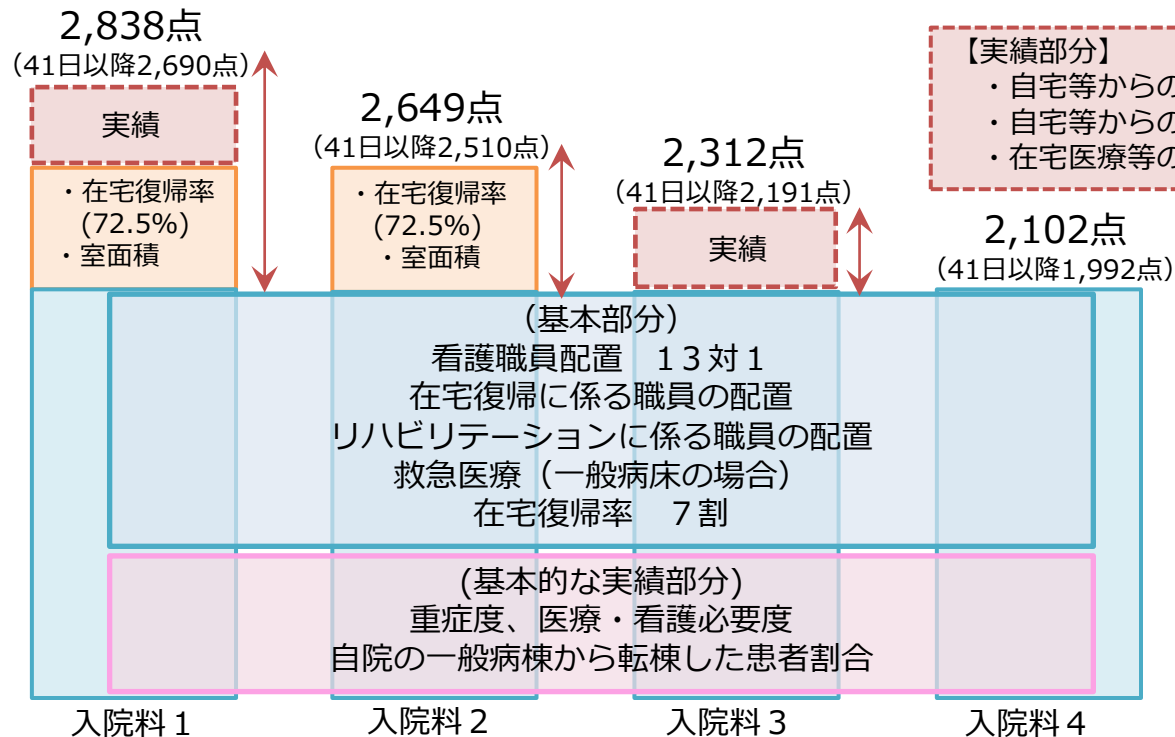 2,838点
（41日以降2,690点）
実績
・在宅復帰率
(72.5%)
・室面積
2,649点
（41日以降2,510点）
・在宅復帰率
(72.5%)
・室面積
2,312点
（41日以降2,191点）
実績
【実績部分】
・自宅等からの
・自宅等からの
・在宅医療等の
2,102点
（41日以降1,992点）
（基本部分）
看護職員配置　１３対１
在宅復帰に係る職員の配置
リハビリテーションに係る職員の配置
救急医療（一般病床の場合）
在宅復帰率　７割
(基本的な実績部分)
重症度、医療・看護必要度
自院の一般病棟から転棟した患者割合
入院料１
入院料２
入院料３
入院料４